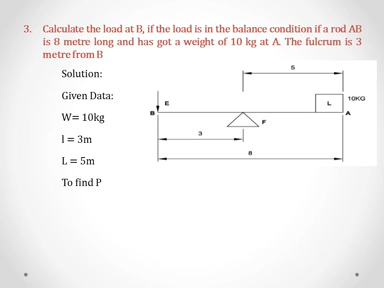 3. Calculate the load at B, if the load is in the balance condition if a rod AB
is 8 metre long and has got a weight of 10 kg at A. The fulcrum is 3
metre from B
Solution:
Given Data:
W= 10kg
l = 3m
L = 5m
To find P
5
E
L
10KG
B
A
F
3
8